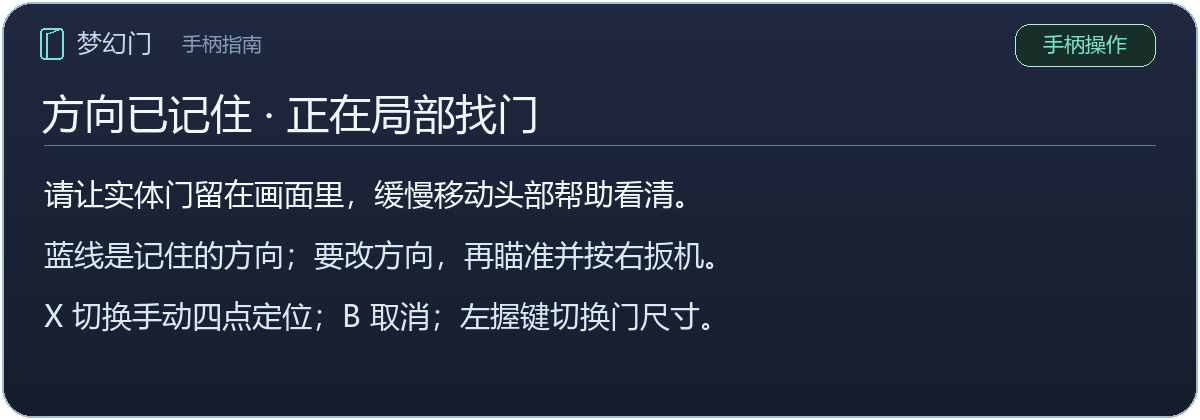 梦幻门 手柄指南 手柄操作
方向已记住 · 正在局部找门
请让实体门留在画面里，缓慢移动头部帮助看清。
蓝线是记住的方向；要改方向，再瞄准并按右扳机。
X 切换手动四点定位；B 取消；左握键切换门尺寸。